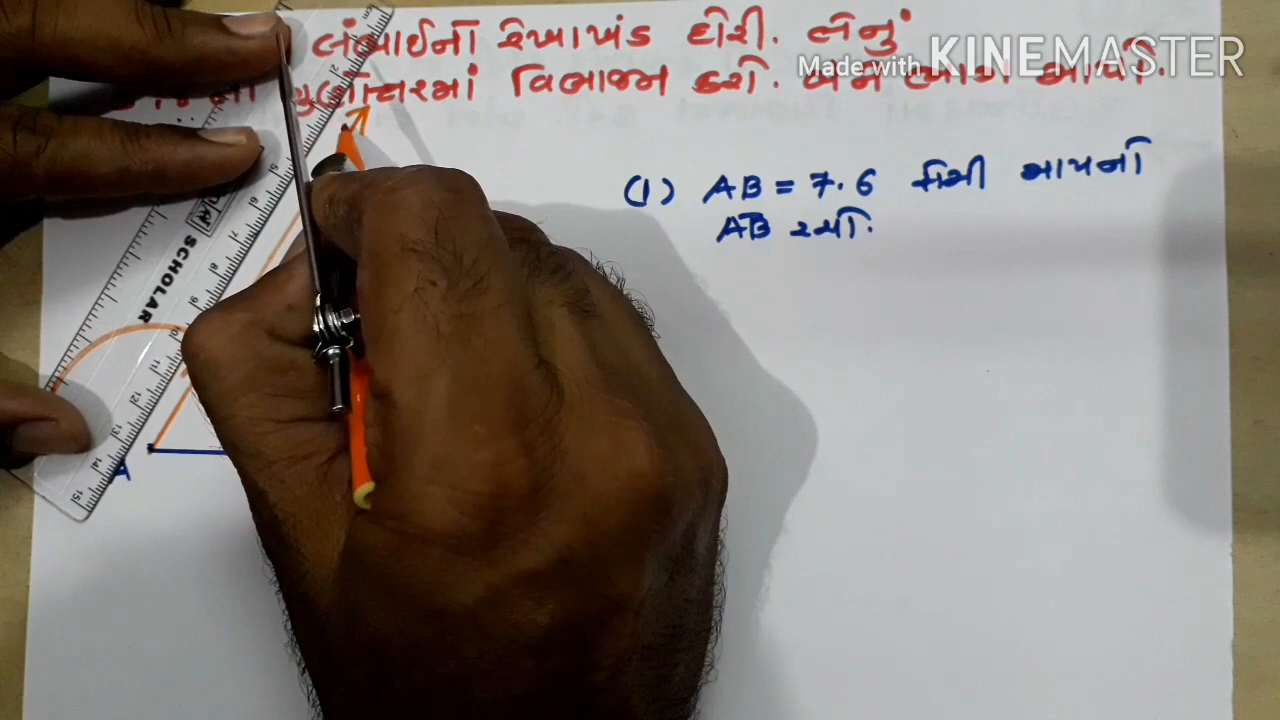 લંબાઈનો રેખાખંડ દોરી. તેનું
ગુણોત્તરમાં વિભાજન કરો. બંને ભાગ માપો.
Made with KINEMASTER
(1) AB = 7.6 સેમી માપનો
AB રચો.
SCHOLAR
A